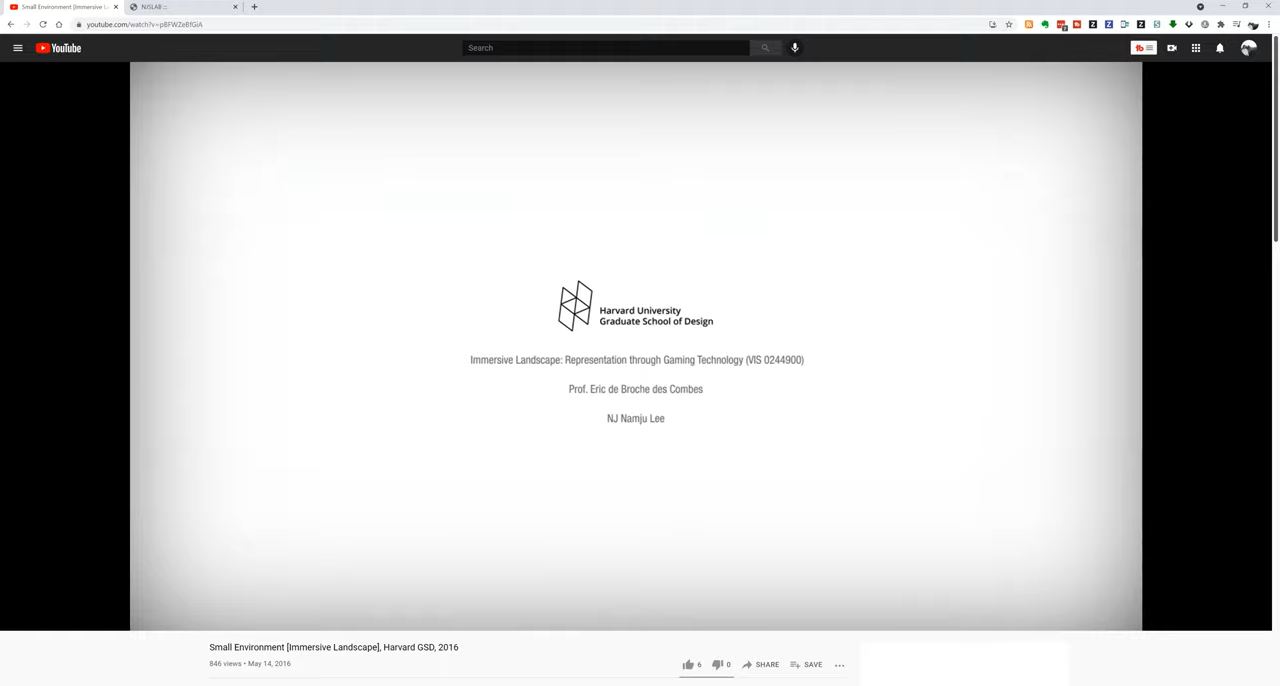 Small Environment [Immersive L
NJSLAB ::.
youtube.com/watch?v=pBFWZeBfGiA
YouTube
Search
Harvard University
Graduate School of Design
Immersive Landscape: Representation through Gaming Technology (VIS 0244900)
Prof. Eric de Broche des Combes
NJ Namju Lee
Small Environment [Immersive Landscape], Harvard GSD, 2016
846 views • May 14, 2016
6
0
SHARE
SAVE